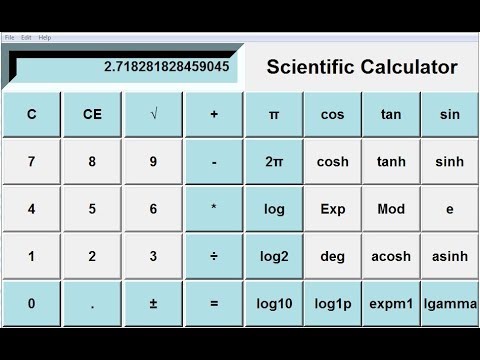 File Edit Help
2.718281828459045
Scientific Calculator
C CE √ + π cos tan sin
7 8 9 - 2π cosh tanh sinh
4 5 6 * log Exp Mod e
1 2 3 ÷ log2 deg acosh asinh
0 . ± = log10 log1p expm1 lgamma